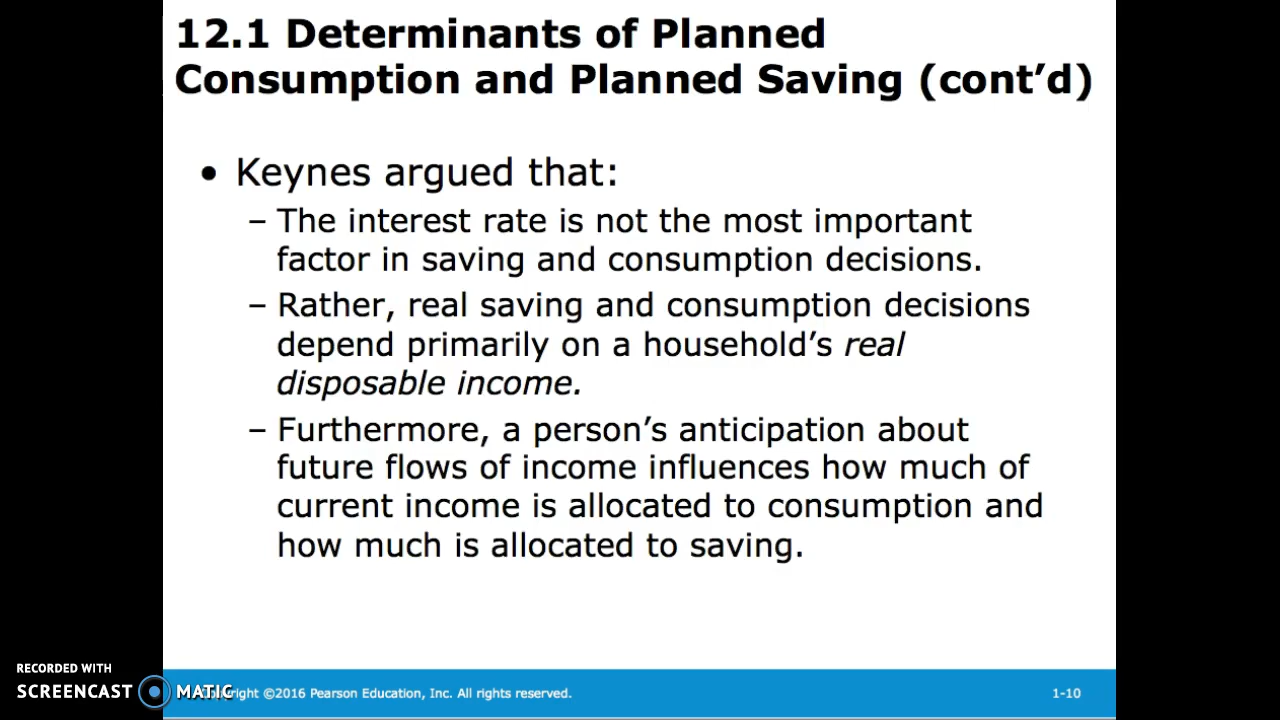 12.1 Determinants of Planned
Consumption and Planned Saving (cont’d)
• Keynes argued that:
– The interest rate is not the most important
factor in saving and consumption decisions.
– Rather, real saving and consumption decisions
depend primarily on a household’s real
disposable income.
– Furthermore, a person’s anticipation about
future flows of income influences how much of
current income is allocated to consumption and
how much is allocated to saving.
RECORDED WITH
SCREENCAST MATIC
©2016 Pearson Education, Inc. All rights reserved.
1-10